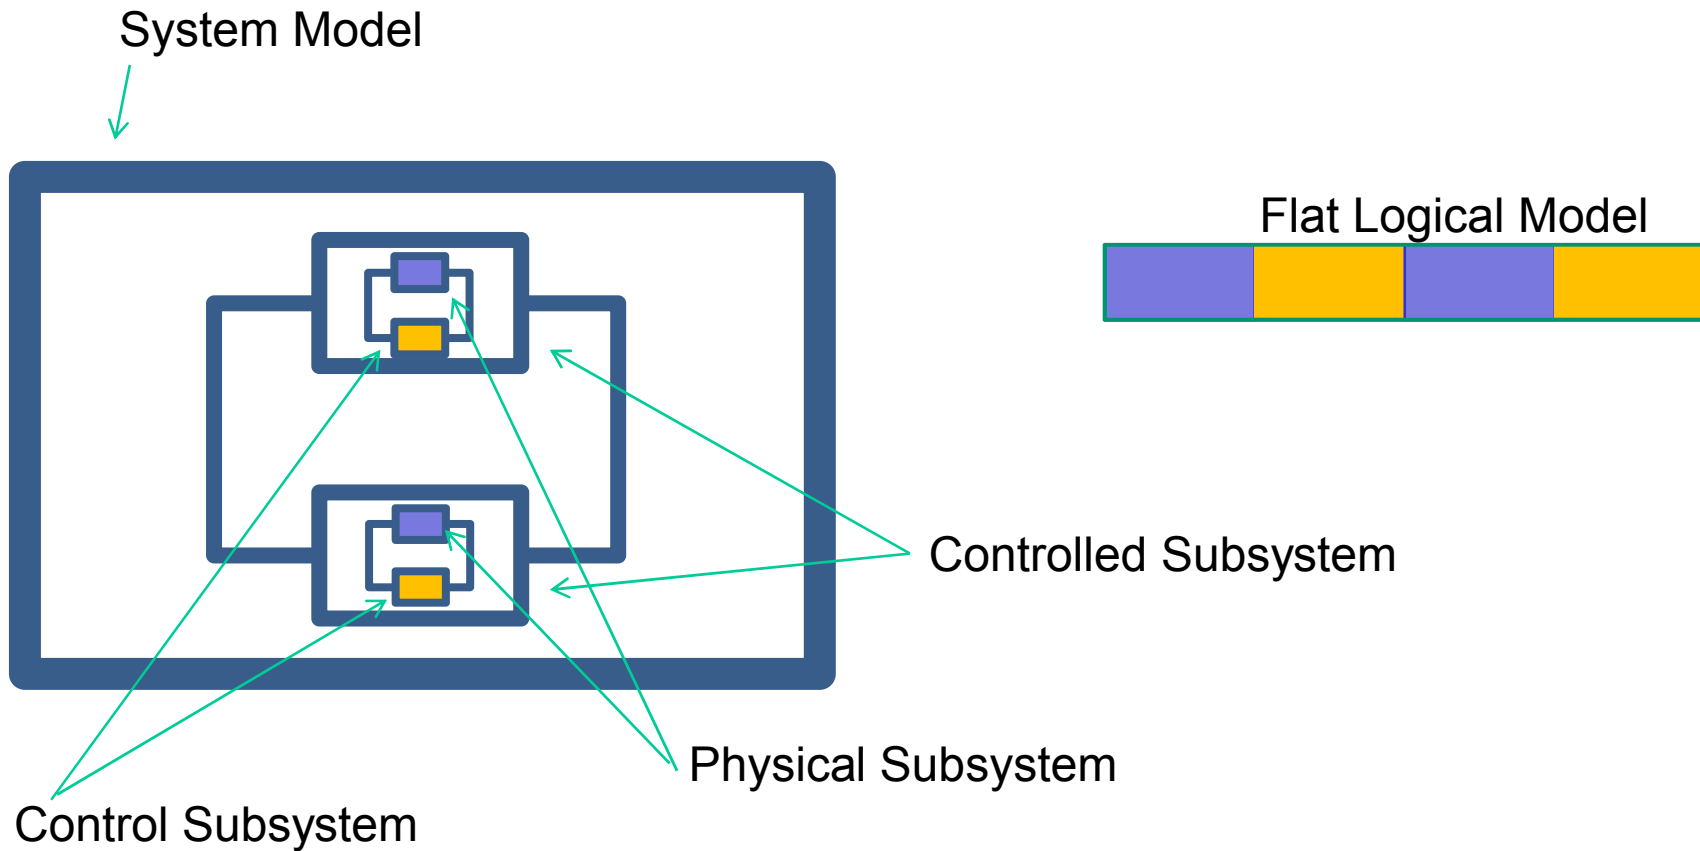 System Model
Flat Logical Model
Controlled Subsystem
Physical Subsystem
Control Subsystem